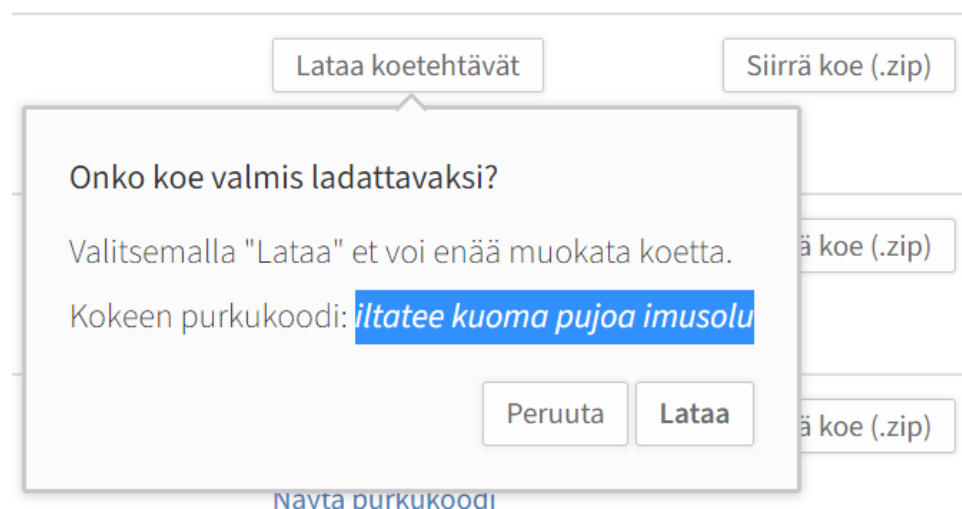 Lataa koetehtävät
Siirrä koe (.zip)
Onko koe valmis ladattavaksi?
Valitsemalla "Lataa" et voi enää muokata koetta.
ä koe (.zip)
Kokeen purkukoodi: iltatee kuoma pujoa imusolu
Peruuta
Lataa
ä koe (.zip)
Näytä purkukoodi